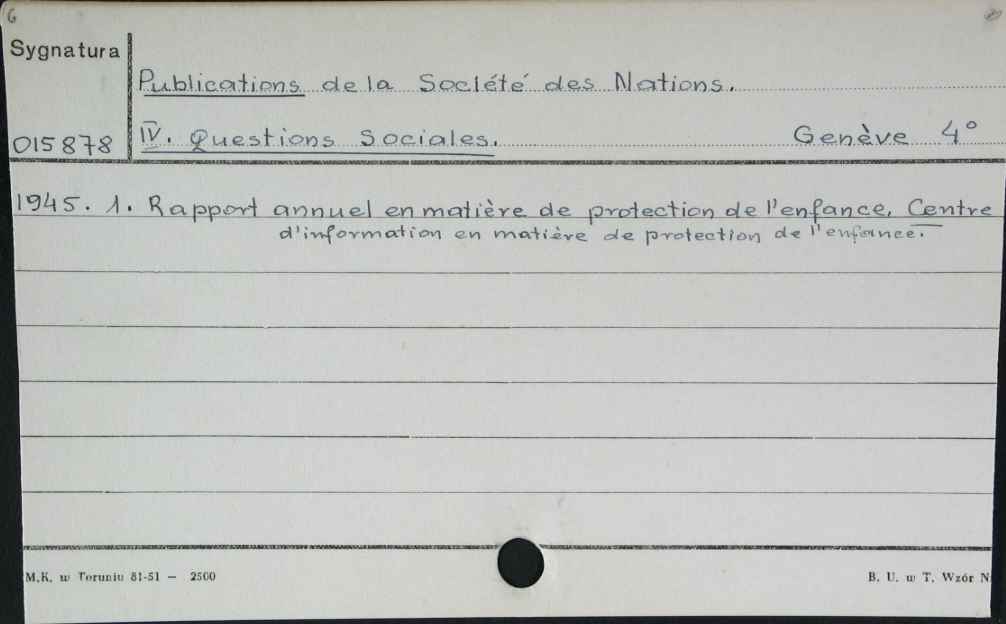 6
Sygnatura
Publications de la Société des Nations.
015878
IV. Questions Sociales. Genève 4°
1945. 1. Rapport annuel en matière de protection de l'enfance, Centre
d'information en matière de protection de l'enfance.
M.K. w Toruniu 81-51 — 2500
B. U. w T. Wzór N